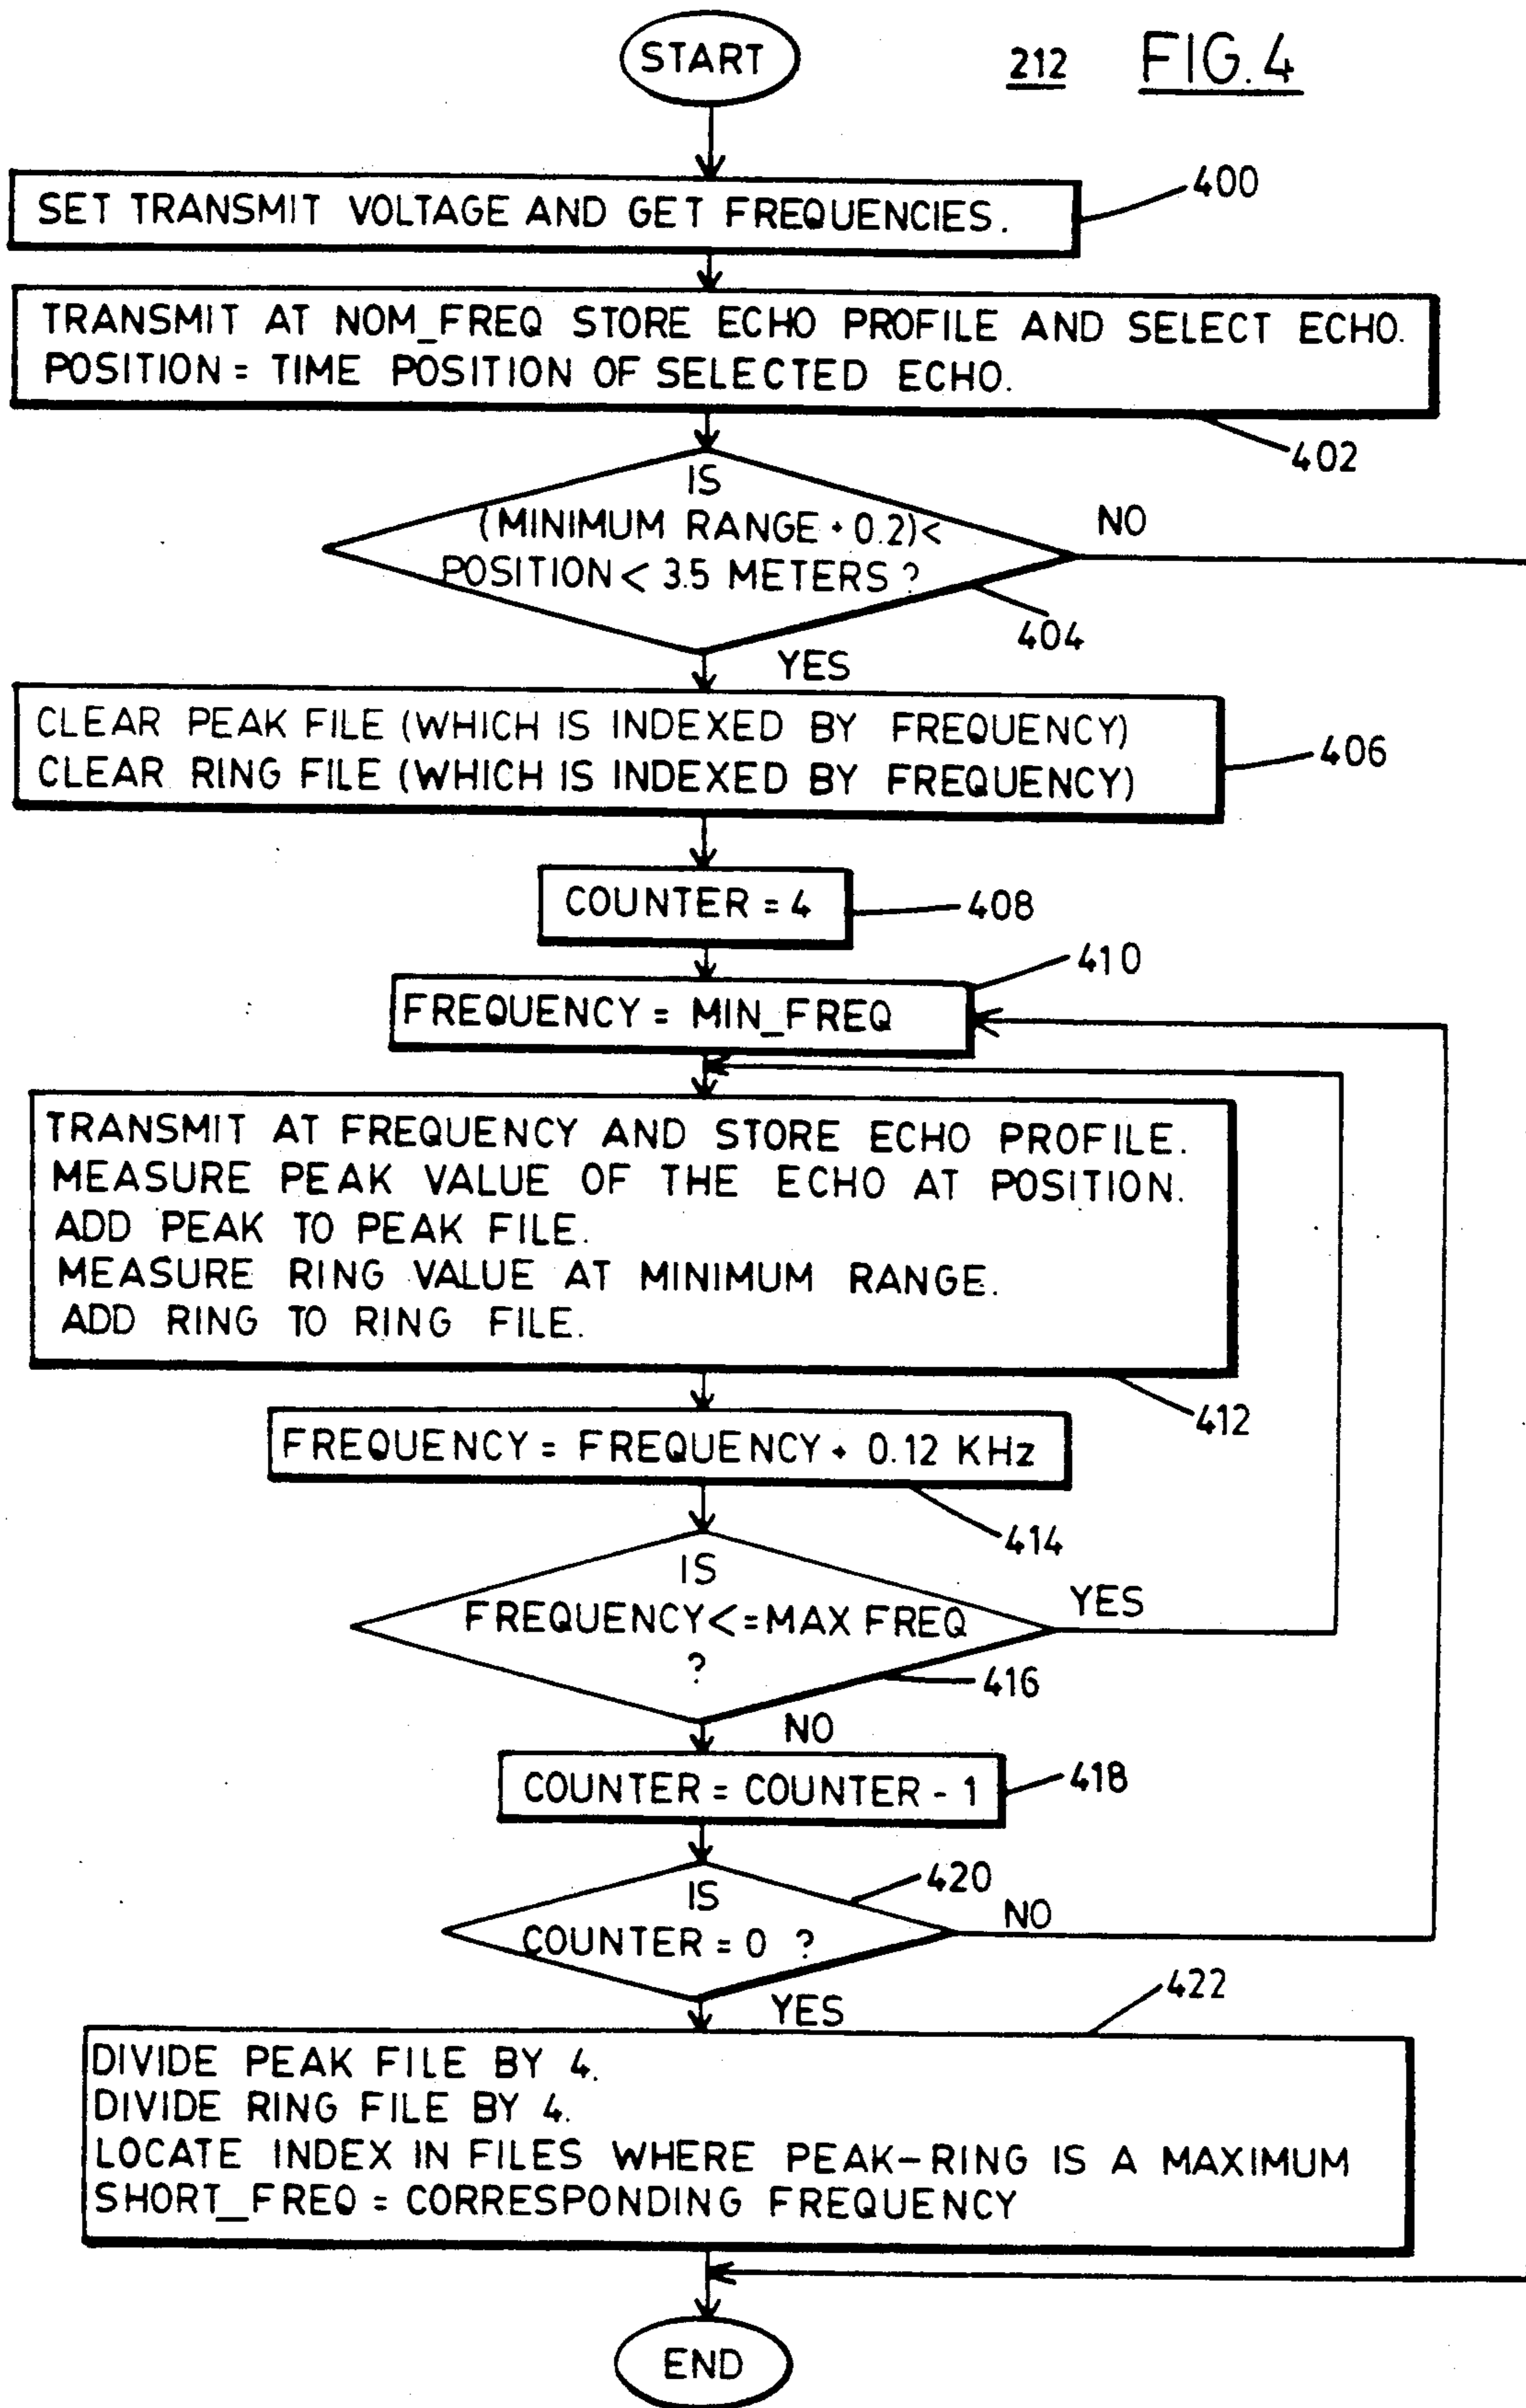 START
212 FIG. 4
SET TRANSMIT VOLTAGE AND GET FREQUENCIES.
400
TRANSMIT AT NOM_FREQ STORE ECHO PROFILE AND SELECT ECHO.
POSITION = TIME POSITION OF SELECTED ECHO.
402
IS
(MINIMUM RANGE + 0.2)<
POSITION < 3.5 METERS ?
NO
404
YES
CLEAR PEAK FILE (WHICH IS INDEXED BY FREQUENCY)
CLEAR RING FILE (WHICH IS INDEXED BY FREQUENCY)
406
COUNTER = 4
408
410
FREQUENCY = MIN_FREQ
TRANSMIT AT FREQUENCY AND STORE ECHO PROFILE.
MEASURE PEAK VALUE OF THE ECHO AT POSITION.
ADD PEAK TO PEAK FILE.
MEASURE RING VALUE AT MINIMUM RANGE.
ADD RING TO RING FILE.
412
FREQUENCY = FREQUENCY + 0.12 KHz
414
IS
FREQUENCY<=MAX FREQ
?
YES
416
NO
COUNTER = COUNTER - 1
418
420
IS
COUNTER = 0 ?
NO
YES
422
DIVIDE PEAK FILE BY 4.
DIVIDE RING FILE BY 4.
LOCATE INDEX IN FILES WHERE PEAK-RING IS A MAXIMUM
SHORT_FREQ = CORRESPONDING FREQUENCY
END